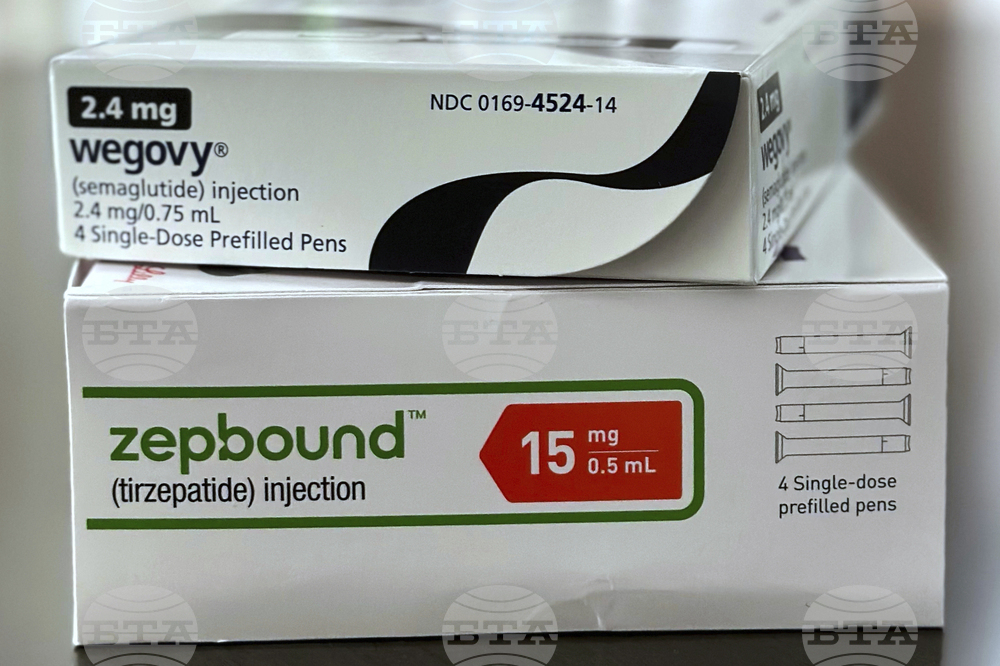 2.4 mg
wegovy®
(semaglutide) injection
2.4 mg/0.75 mL
4 Single-Dose Prefilled Pens
NDC 0169-4524-14
zepbound™
(tirzepatide) injection
15 mg
0.5 mL
4 Single-dose
prefilled pens
БТА